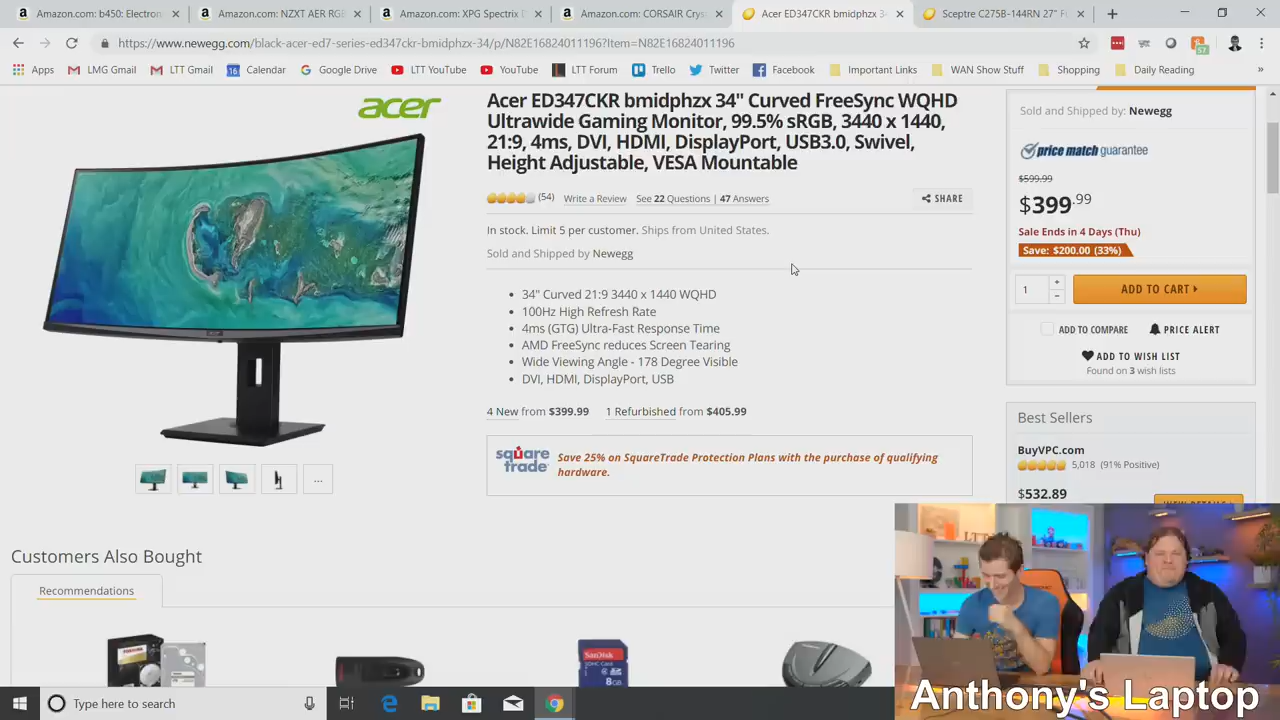 Amazon.com: b450: Electron
Amazon.com: NZXT AER RGB
Amazon.com: XPG Spectrix D
Amazon.com: CORSAIR Crys
Acer ED347CKR bmidphzx 34"
Sceptre C275B-144RN 27" F
https://www.newegg.com/black-acer-ed7-series-ed347ckr-bmidphzx-34/p/N82E16824011196?Item=N82E16824011196
57
Apps
LMG Gmail
LTT Gmail
16
Calendar
Google Drive
LTT YouTube
YouTube
LTT Forum
Trello
Twitter
Facebook
Important Links
WAN Show Stuff
Shopping
Daily Reading
acer
Acer ED347CKR bmidphzx 34" Curved FreeSync WQHD
Ultrawide Gaming Monitor, 99.5% sRGB, 3440 x 1440,
21:9, 4ms, DVI, HDMI, DisplayPort, USB3.0, Swivel,
Height Adjustable, VESA Mountable
(54) Write a Review See 22 Questions | 47 Answers
SHARE
In stock. Limit 5 per customer. Ships from United States.
Sold and Shipped by Newegg
• 34" Curved 21:9 3440 x 1440 WQHD
• 100Hz High Refresh Rate
• 4ms (GTG) Ultra-Fast Response Time
• AMD FreeSync reduces Screen Tearing
• Wide Viewing Angle - 178 Degree Visible
• DVI, HDMI, DisplayPort, USB
4 New from $399.99 1 Refurbished from $405.99
square trade
Save 25% on SquareTrade Protection Plans with the purchase of qualifying
hardware.
...
Sold and Shipped by: Newegg
price match guarantee
$599.99
$399.99
Sale Ends in 4 Days (Thu)
Save: $200.00 (33%)
1
ADD TO CART
ADD TO COMPARE
PRICE ALERT
ADD TO WISH LIST
Found on 3 wish lists
Best Sellers
BuyVPC.com
5,018 (91% Positive)
$532.89
VIEW DETAILS
Customers Also Bought
Recommendations
TOSHIBA
SanDisk
SDHC Card
8GB
LTT
Anthony's Laptop
Type here to search